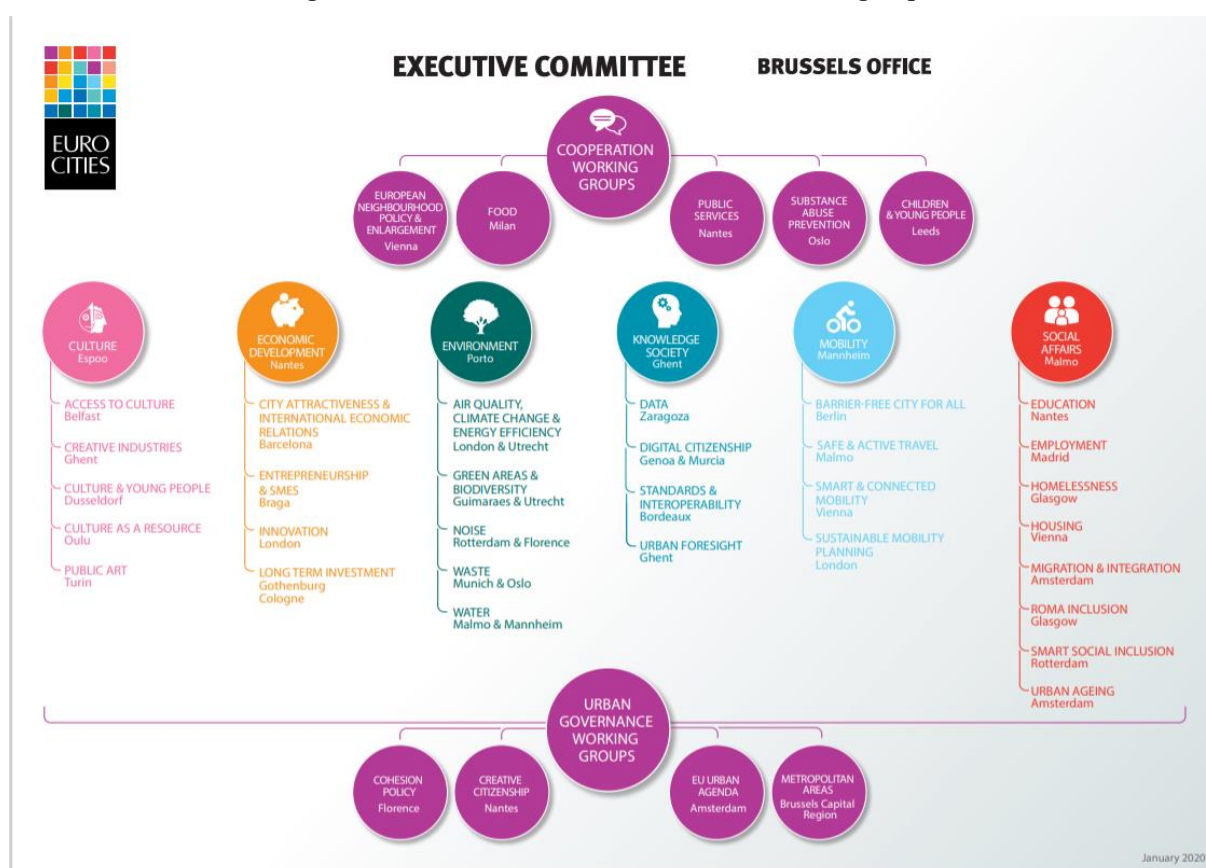 EXECUTIVE COMMITTEE
BRUSSELS OFFICE
EURO
CITIES
COOPERATION
WORKING
GROUPS
EUROPEAN
NEIGHBOURHOOD
POLICY &
ENLARGEMENT
Vienna
FOOD
Milan
PUBLIC
SERVICES
Nantes
SUBSTANCE
ABUSE
PREVENTION
Oslo
CHILDREN
& YOUNG PEOPLE
Leeds
CULTURE
Espoo
ACCESS TO CULTURE
Belfast
CREATIVE INDUSTRIES
Ghent
CULTURE & YOUNG PEOPLE
Dusseldorf
CULTURE AS A RESOURCE
Oulu
PUBLIC ART
Turin
ECONOMIC
DEVELOPMENT
Nantes
CITY ATTRACTIVENESS &
INTERNATIONAL ECONOMIC
RELATIONS
Barcelona
ENTREPRENEURSHIP
& SMES
Braga
INNOVATION
London
LONG TERM INVESTMENT
Gothenburg
Cologne
ENVIRONMENT
Porto
AIR QUALITY,
CLIMATE CHANGE &
ENERGY EFFICIENCY
London & Utrecht
GREEN AREAS &
BIODIVERSITY
Guimaraes & Utrecht
NOISE
Rotterdam & Florence
WASTE
Munich & Oslo
WATER
Malmo & Mannheim
KNOWLEDGE
SOCIETY
Ghent
DATA
Zaragoza
DIGITAL CITIZENSHIP
Genoa & Murcia
STANDARDS &
INTEROPERABILITY
Bordeaux
URBAN FORESIGHT
Ghent
MOBILITY
Mannheim
BARRIER-FREE CITY FOR ALL
Berlin
SAFE & ACTIVE TRAVEL
Malmo
SMART & CONNECTED
MOBILITY
Vienna
SUSTAINABLE MOBILITY
PLANNING
London
SOCIAL
AFFAIRS
Malmo
EDUCATION
Nantes
EMPLOYMENT
Madrid
HOMELESSNESS
Glasgow
HOUSING
Vienna
MIGRATION & INTEGRATION
Amsterdam
ROMA INCLUSION
Glasgow
SMART SOCIAL INCLUSION
Rotterdam
URBAN AGEING
Amsterdam
URBAN
GOVERNANCE
WORKING
GROUPS
COHESION
POLICY
Florence
CREATIVE
CITIZENSHIP
Nantes
EU URBAN
AGENDA
Amsterdam
METROPOLITAN
AREAS
Brussels Capital
Region
January 2020